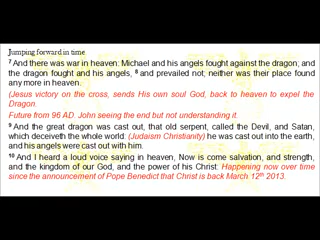 Jumping forward in time
7 And there was war in heaven: Michael and his angels fought against the dragon; and
the dragon fought and his angels, 8 and prevailed not; neither was their place found
any more in heaven.
(Jesus victory on the cross, sends His own soul God, back to heaven to expel the
Dragon.
Future from 96 AD. John seeing the end but not understanding it.
9 And the great dragon was cast out, that old serpent, called the Devil, and Satan,
which deceiveth the whole world: (Judaism Christianity) he was cast out into the earth,
and his angels were cast out with him.
10 And I heard a loud voice saying in heaven, Now is come salvation, and strength,
and the kingdom of our God, and the power of his Christ: Happening now over time
since the announcement of Pope Benedict that Christ is back March 12th 2013.